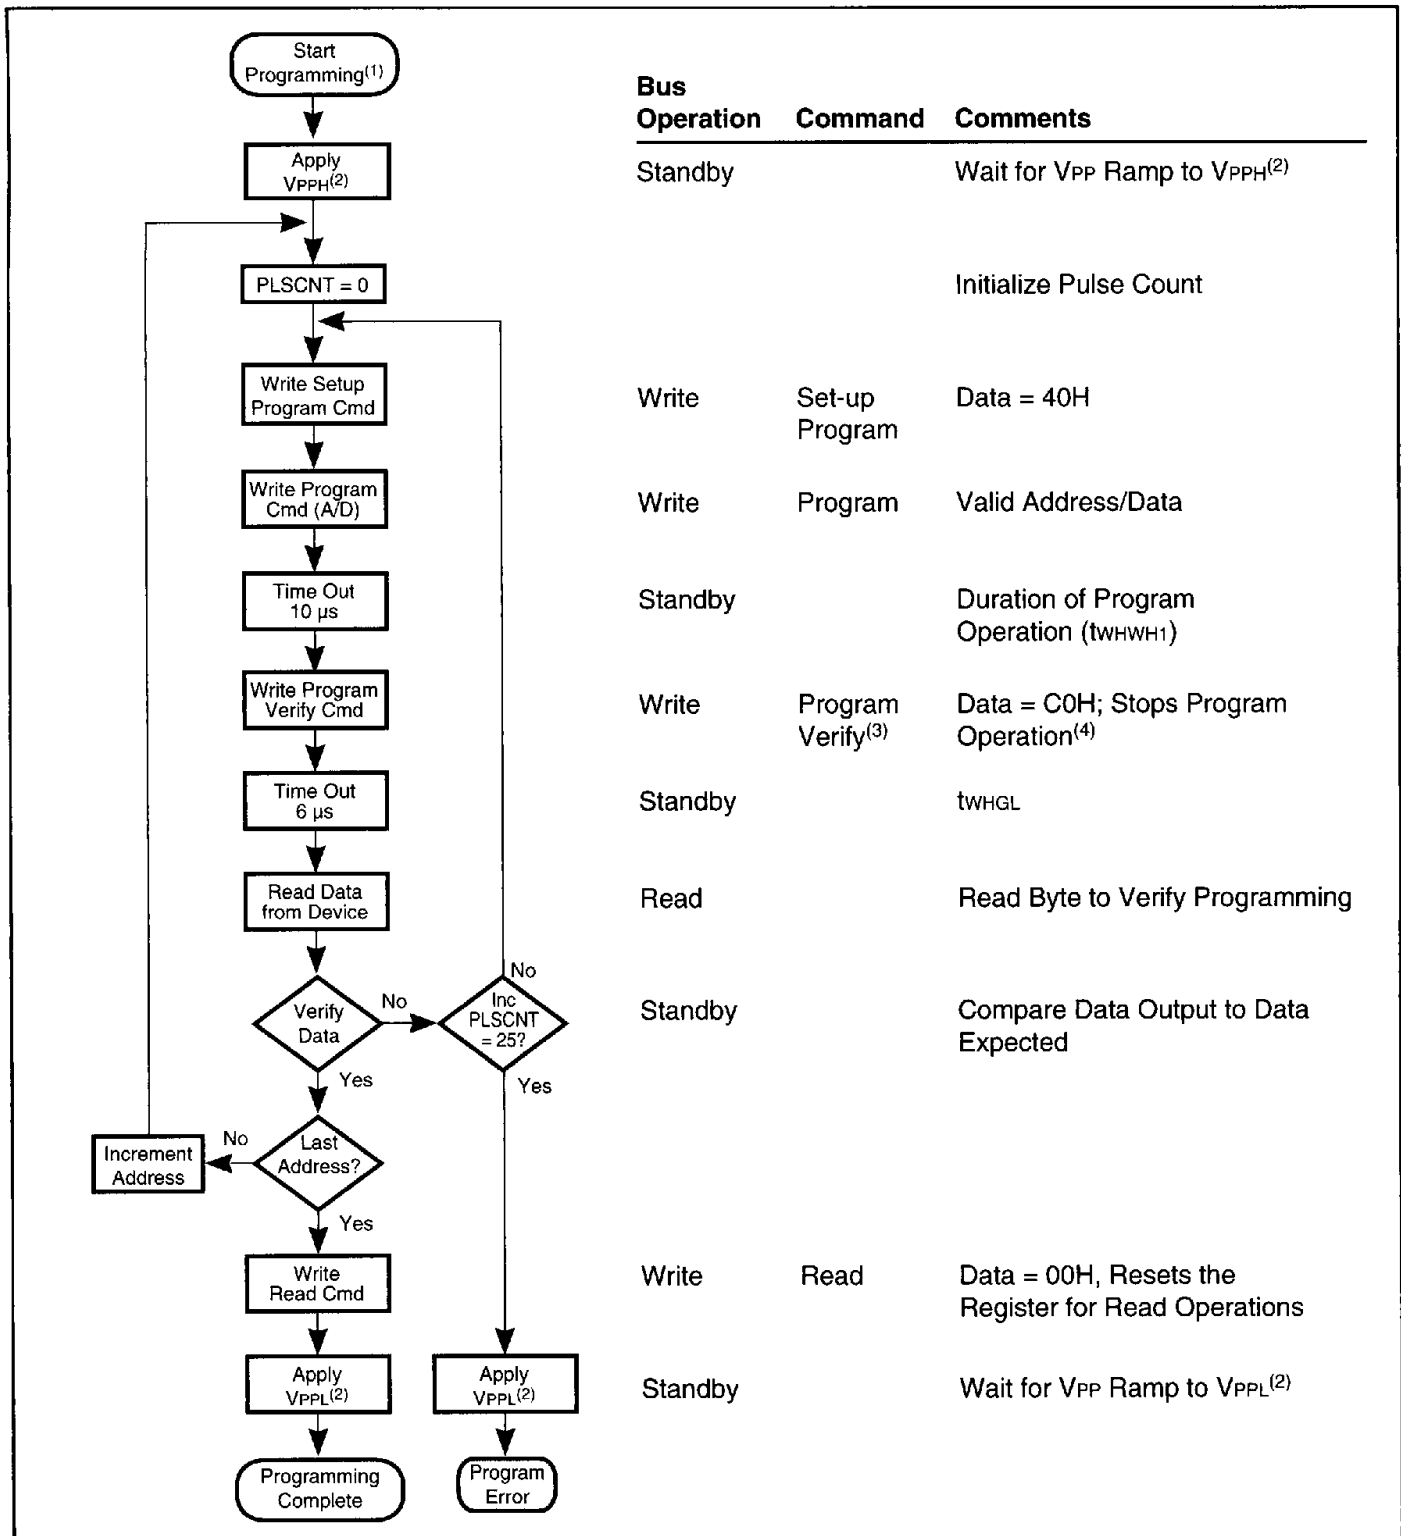 Start
Programming(1)
Apply
VPPH(2)
PLSCNT = 0
Write Setup
Program Cmd
Write Program
Cmd (A/D)
Time Out
10 µs
Write Program
Verify Cmd
Time Out
6 µs
Read Data
from Device
Verify
Data
No
Yes
Inc
PLSCNT
= 25?
No
Yes
Last
Address?
No
Yes
Increment
Address
Write
Read Cmd
Apply
VPPL(2)
Programming
Complete
Apply
VPPL(2)
Program
Error
Bus
Operation Command Comments
Standby Wait for VPP Ramp to VPPH(2)
Initialize Pulse Count
Write Set-up Data = 40H
Program
Write Program Valid Address/Data
Standby Duration of Program
Operation (tWHWH1)
Write Program Data = C0H; Stops Program
Verify(3) Operation(4)
Standby tWHGL
Read Read Byte to Verify Programming
Standby Compare Data Output to Data
Expected
Write Read Data = 00H, Resets the
Register for Read Operations
Standby Wait for VPP Ramp to VPPL(2)